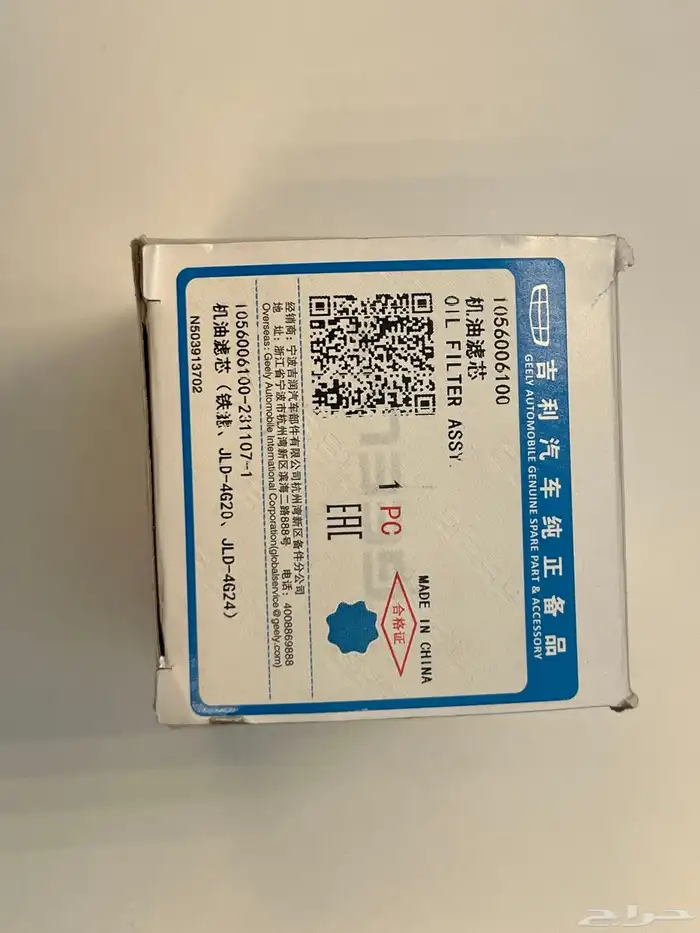 吉利汽车纯正备品
GEELY AUTOMOBILE GENUINE SPARE PART & ACCESSORY
1056006100
机油滤芯
OIL FILTER ASSY.
1 PC
MADE IN CHINA
合格证
EAC
GEELY
经销商：宁波吉润汽车部件有限公司杭州湾新区备件分公司
地 址：浙江省宁波市杭州湾新区滨海二路888号 电话：4008869888
Overseas: Geely Automobile International Corporation(globalservice@geely.com)
1056006100-231107-1
机油滤芯（铁滤、JLD-4G20、JLD-4G24）
N503913702
حراج